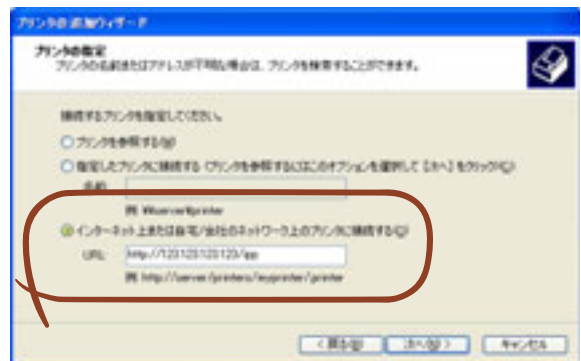 プリンタの追加ウィザード
プリンタの指定
プリンタの名前またはアドレスが不明な場合は、プリンタを検索することができます。
接続するプリンタを指定してください。
プリンタを参照する(W)
指定したプリンタに接続する (プリンタを参照するにはこのオプションを選択して [次へ] をクリック)(C)
名前:
例: ¥¥server¥printer
インターネット上または自宅/会社のネットワーク上のプリンタに接続する(O)
URL: http://123.123.123.123/ipp
例: http://server/printers/myprinter/.printer
< 戻る(B) 次へ(N) > キャンセル